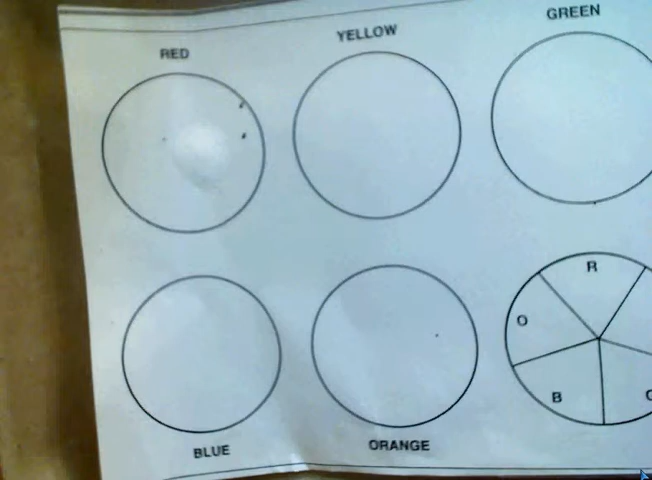 RED
YELLOW
GREEN
BLUE
ORANGE
R
O
B